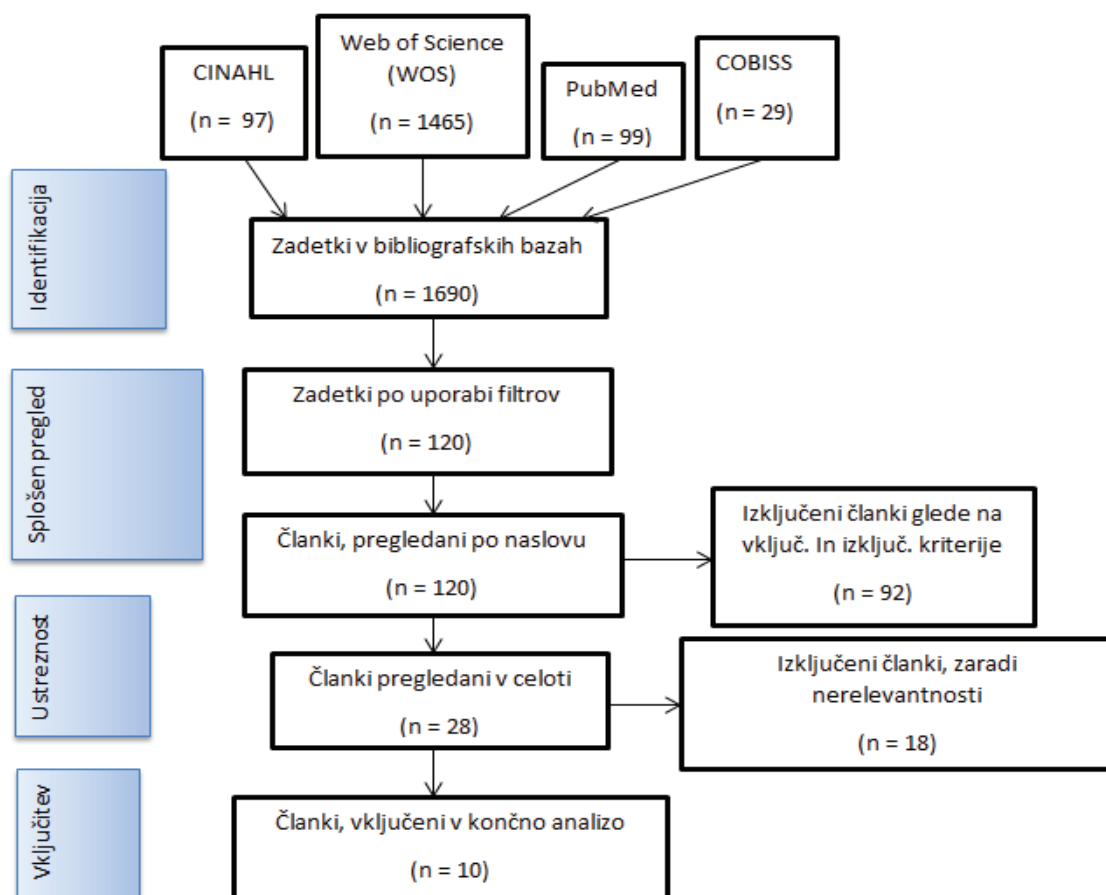 CINAHL
(n = 97)
Web of Science
(WOS)
(n = 1465)
PubMed
(n = 99)
COBISS
(n = 29)
Identifikacija
Zadetki v bibliografskih bazah
(n = 1690)
Splošen pregled
Zadetki po uporabi filtrov
(n = 120)
Članki, pregledani po naslovu
(n = 120)
Izključeni članki glede na
vključ. In izključ. kriterije
(n = 92)
Ustreznost
Članki pregledani v celoti
(n = 28)
Izključeni članki, zaradi
nerelevantnosti
(n = 18)
Vključitev
Članki, vključeni v končno analizo
(n = 10)